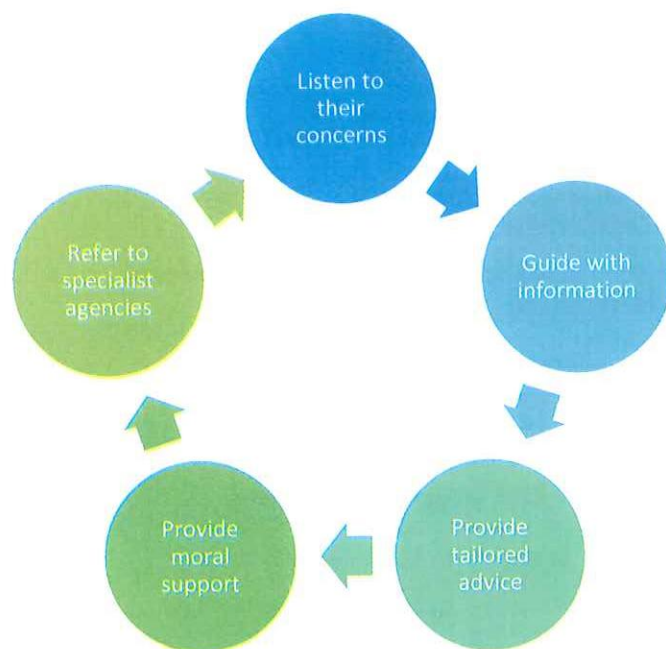 Listen to
their
concerns
Guide with
information
Provide
tailored
advice
Provide
moral
support
Refer to
specialist
agencies